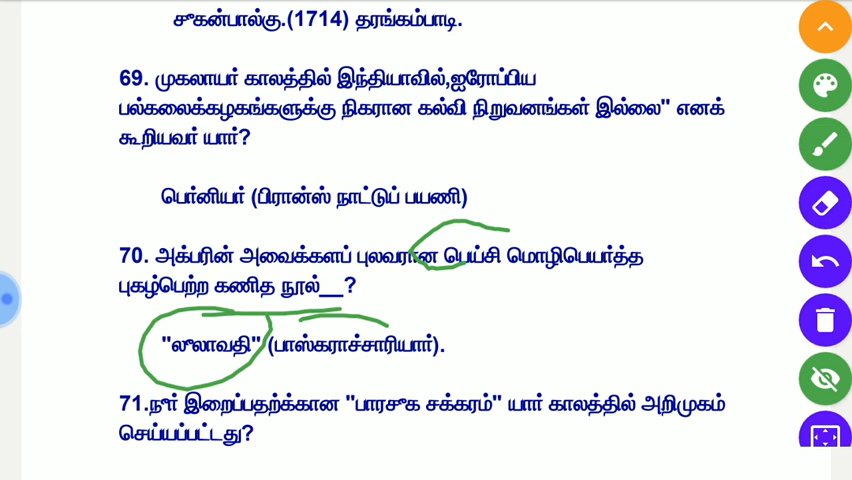 சூகன்பால்கு.(1714) தரங்கம்பாடி.
69. முகலாயர் காலத்தில் இந்தியாவில்,ஐரோப்பிய
பல்கலைக்கழகங்களுக்கு நிகரான கல்வி நிறுவனங்கள் இல்லை" எனக்
கூறியவர் யார்?
பெர்னியர் (பிரான்ஸ் நாட்டுப் பயணி)
70. அக்பரின் அவைக்களப் புலவரான பெய்சி மொழிபெயர்த்த
புகழ்பெற்ற கணித நூல்__?
"லூலாவதி" (பாஸ்கராச்சாரியார்).
71.நூர் இறைப்பதற்க்கான "பாரசூக சக்கரம்" யார் காலத்தில் அறிமுகம்
செய்யப்பட்டது?